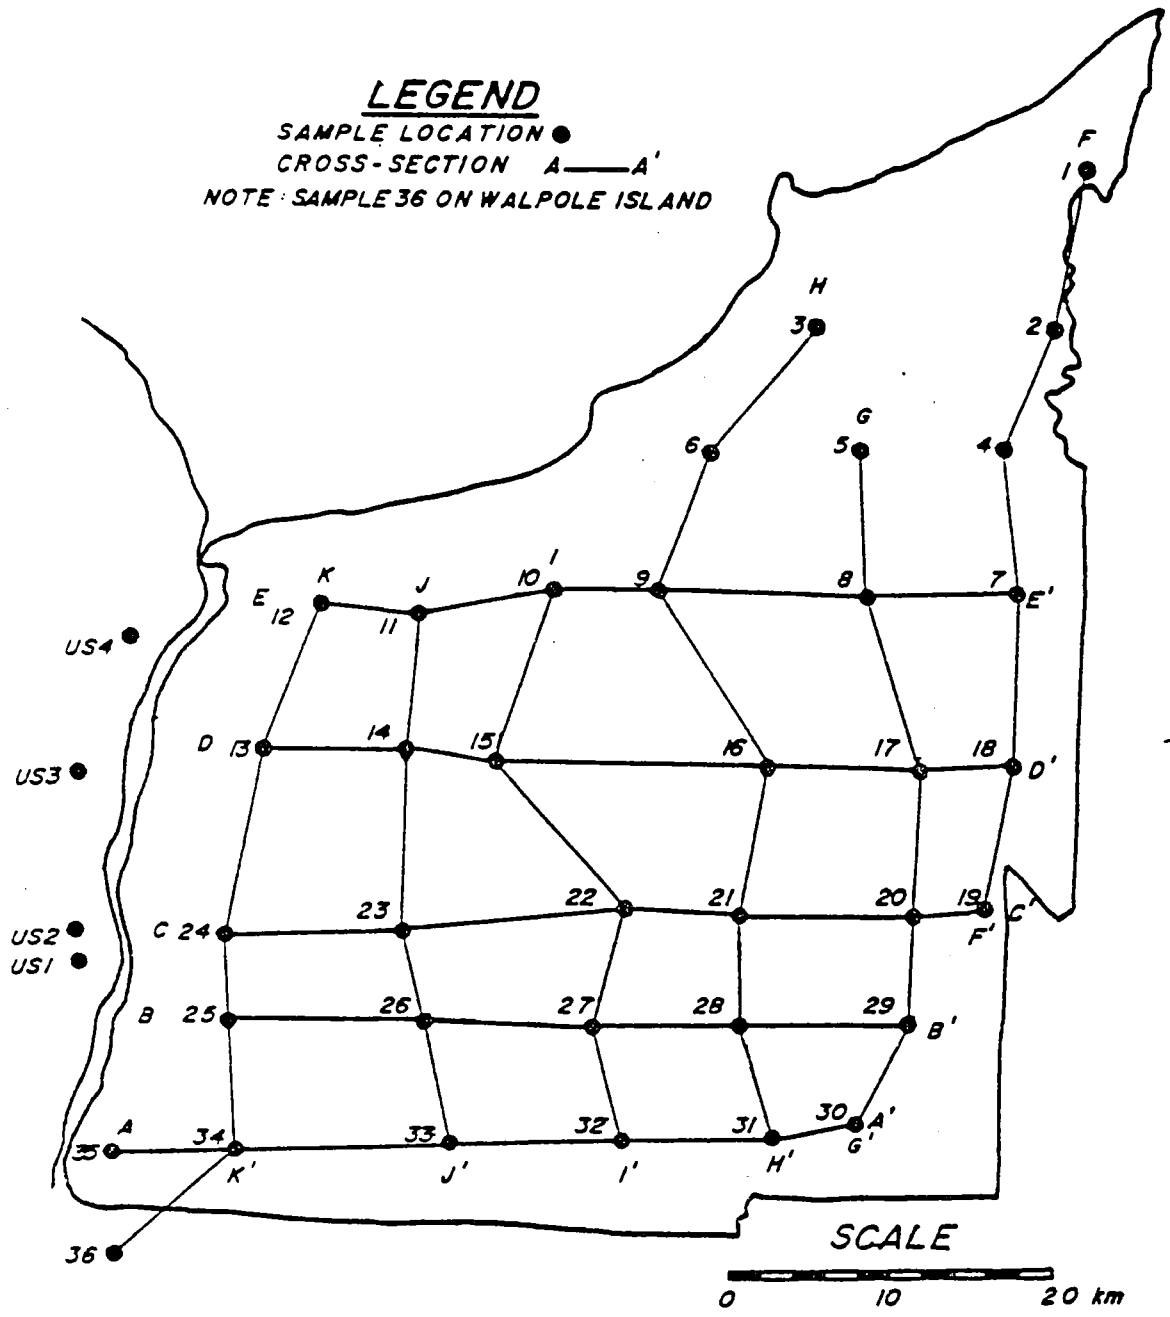 LEGEND
SAMPLE LOCATION
CROSS-SECTION A A'
NOTE: SAMPLE 36 ON WALPOLE ISLAND
F
1
H
3
2
G
6
5
4
I
K
J
10
9
8
7
E
12
11
E'
US4
D
13
14
15
16
17
18
D'
US3
C
24
23
22
21
20
19
C'
F'
US2
US1
B
25
26
27
28
29
B'
A
35
34
33
32
31
30
A'
G'
K'
J'
I'
H'
36
SCALE
0
10
20 km